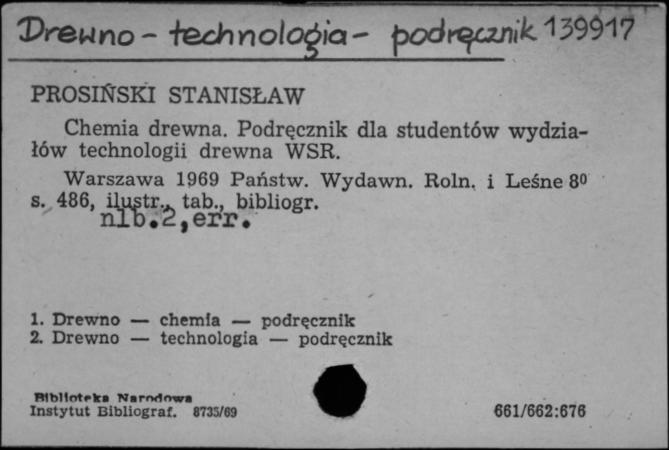 Drewno - technologia - podręcznik 139917
PROSIŃSKI STANISŁAW
Chemia drewna. Podręcznik dla studentów wydzia-
łów technologii drewna WSR.
Warszawa 1969 Państw. Wydawn. Roln. i Leśne 8⁰
s. 486, ilustr., tab., bibliogr.
nlb.2,err.
1. Drewno — chemia — podręcznik
2. Drewno — technologia — podręcznik
Biblioteka Narodowa
Instytut Bibliograf. 8735/69
661/662:676